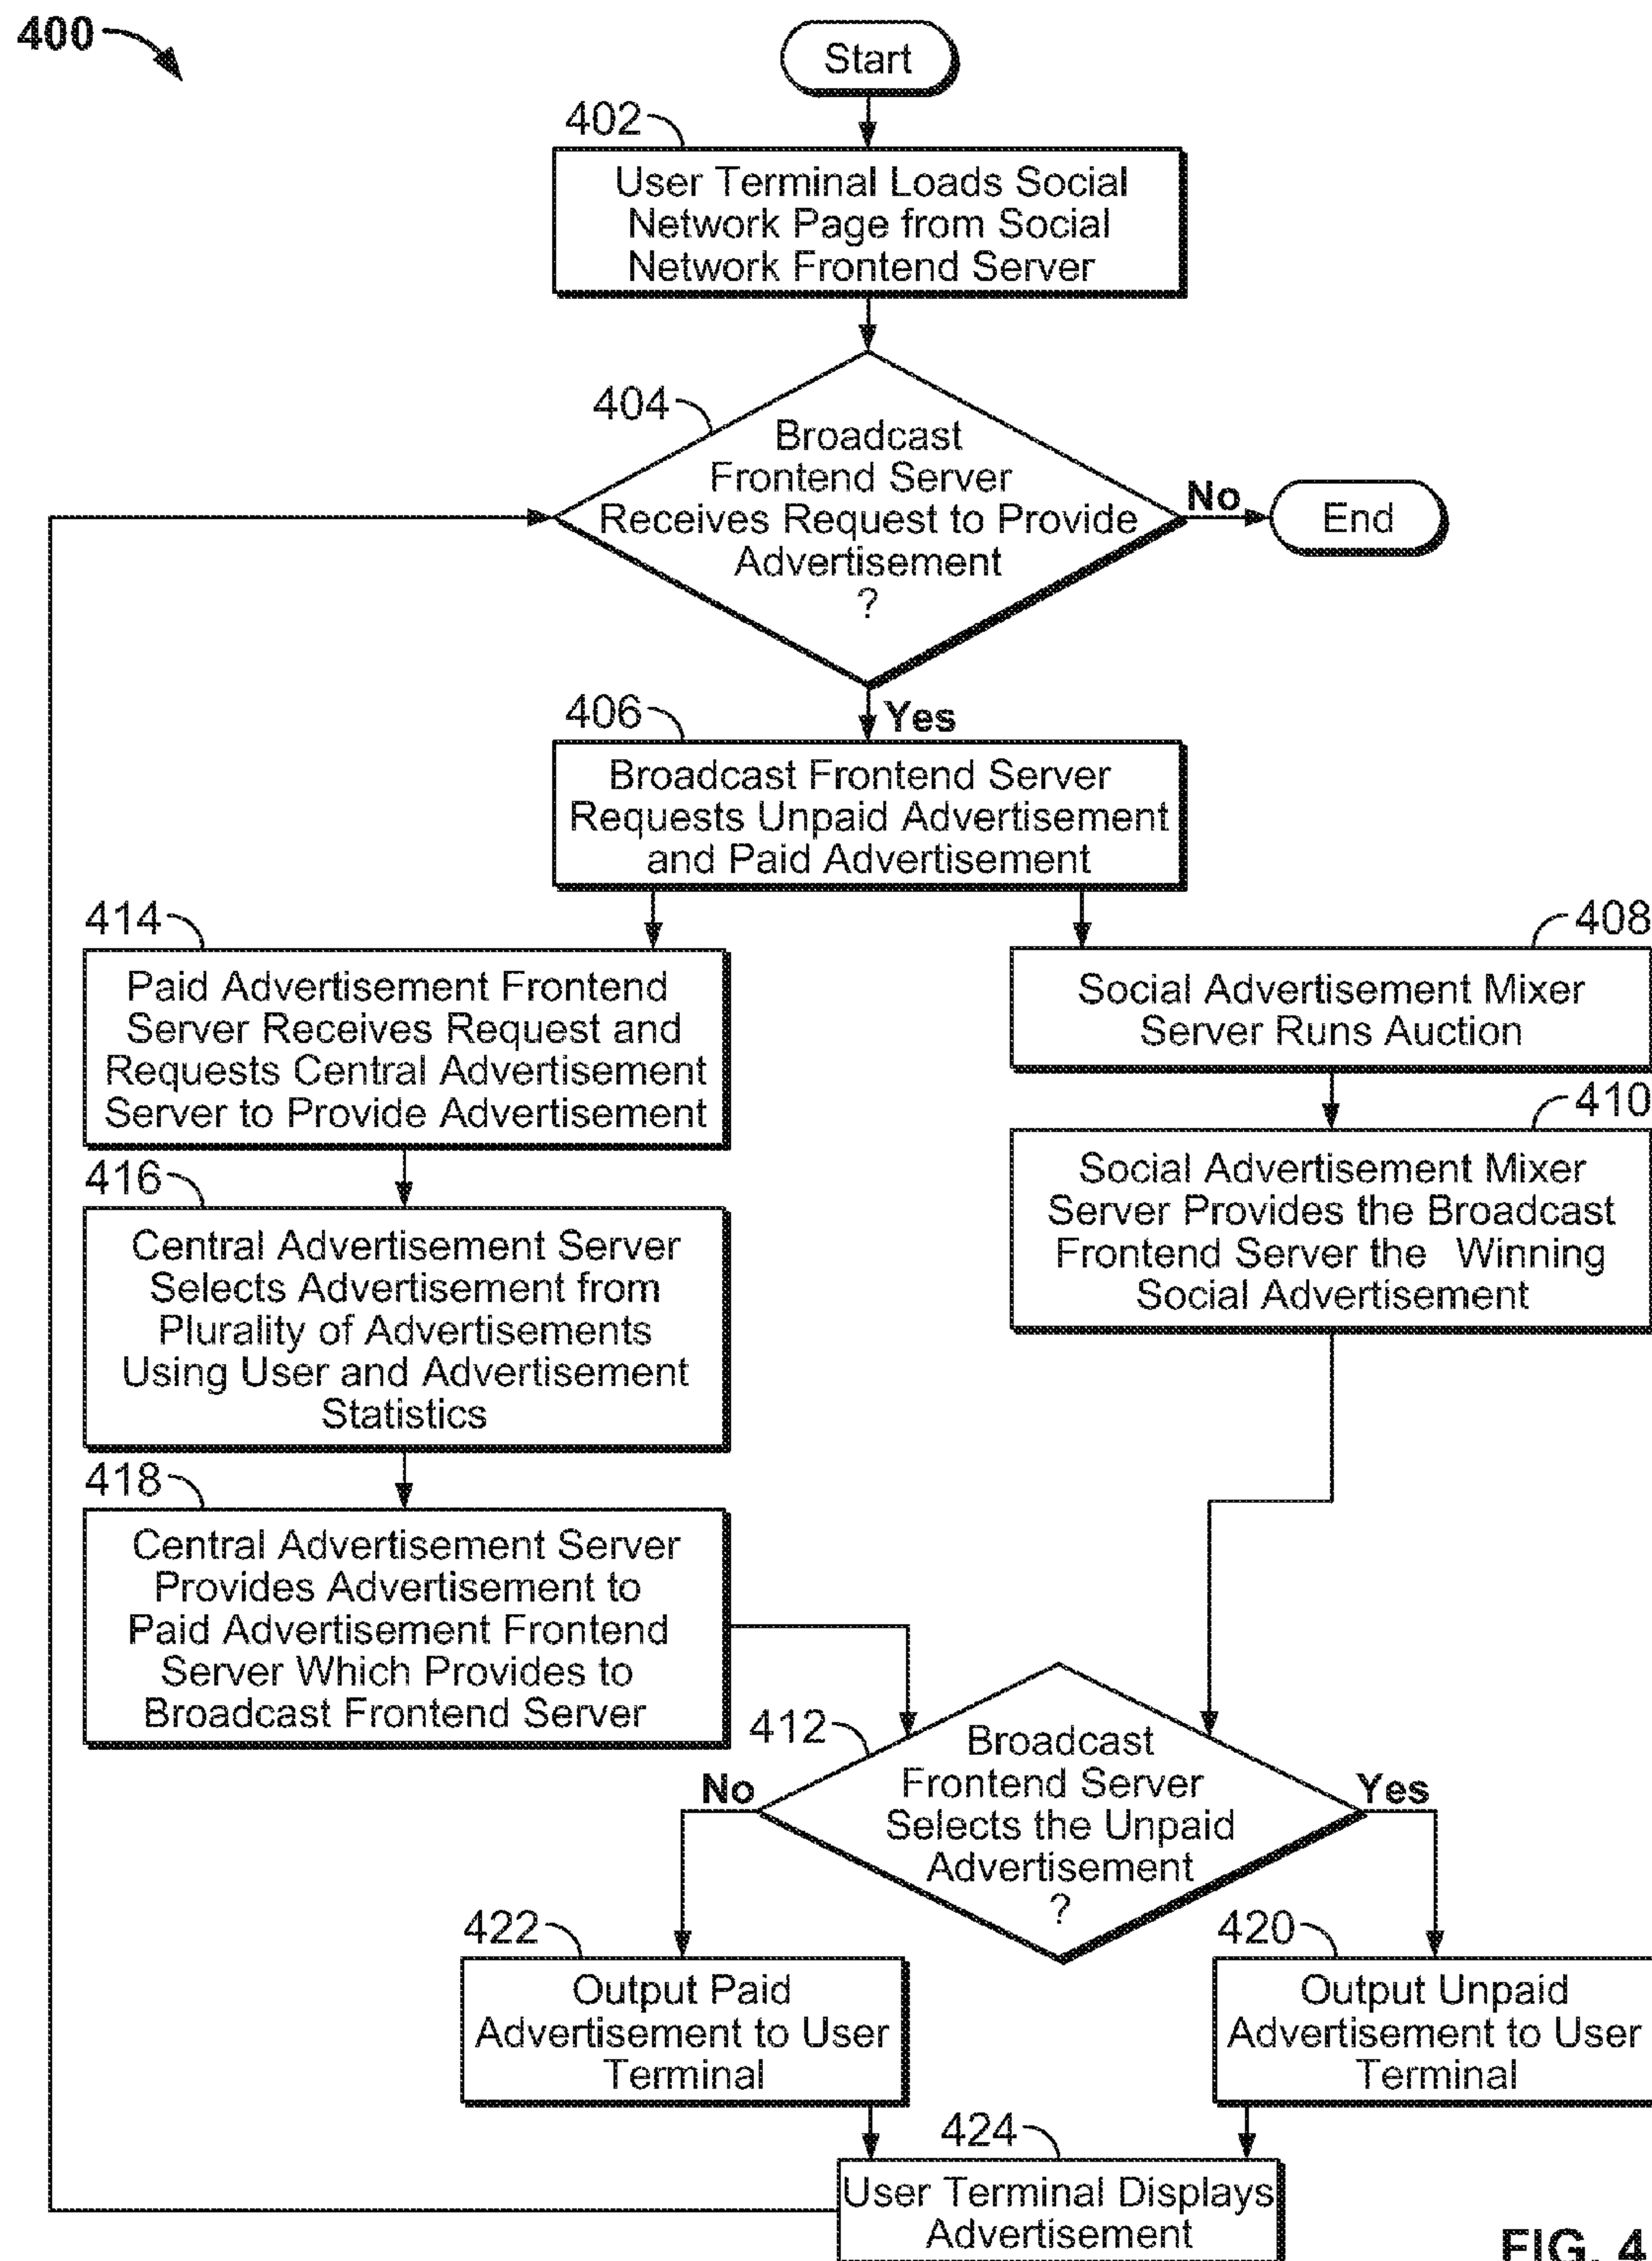 400
Start
402
User Terminal Loads Social
Network Page from Social
Network Frontend Server
404
Broadcast
Frontend Server
Receives Request to Provide
Advertisement
?
No
End
Yes
406
Broadcast Frontend Server
Requests Unpaid Advertisement
and Paid Advertisement
414
Paid Advertisement Frontend
Server Receives Request and
Requests Central Advertisement
Server to Provide Advertisement
408
Social Advertisement Mixer
Server Runs Auction
410
Social Advertisement Mixer
Server Provides the Broadcast
Frontend Server the Winning
Social Advertisement
416
Central Advertisement Server
Selects Advertisement from
Plurality of Advertisements
Using User and Advertisement
Statistics
418
Central Advertisement Server
Provides Advertisement to
Paid Advertisement Frontend
Server Which Provides to
Broadcast Frontend Server
412
Broadcast
Frontend Server
Selects the Unpaid
Advertisement
?
No
Yes
422
Output Paid
Advertisement to User
Terminal
420
Output Unpaid
Advertisement to User
Terminal
424
User Terminal Displays
Advertisement
FIG. 4